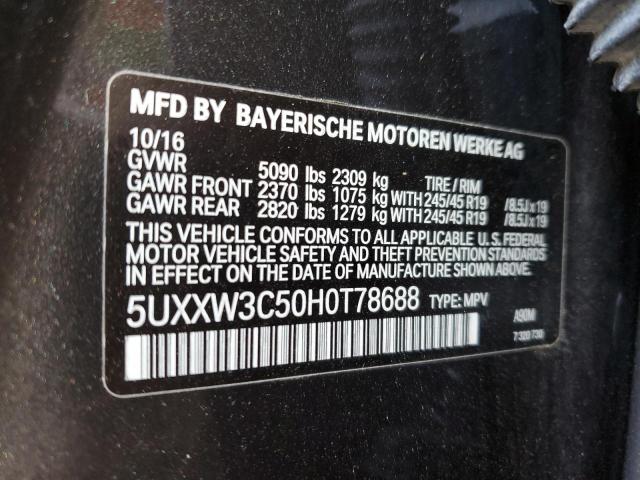 MFD BY BAYERISCHE MOTOREN WERKE AG
10/16
GVWR 5090 lbs 2309 kg TIRE / RIM
GAWR FRONT 2370 lbs 1075 kg WITH 245/45 R19 /8.5Jx19
GAWR REAR 2820 lbs 1279 kg WITH 245/45 R19 /8.5Jx19
THIS VEHICLE CONFORMS TO ALL APPLICABLE U.S. FEDERAL
MOTOR VEHICLE SAFETY AND THEFT PREVENTION STANDARDS
IN EFFECT ON THE DATE OF MANUFACTURE SHOWN ABOVE.
5UXXW3C50H0T78688 TYPE: MPV A90M
7 320 730